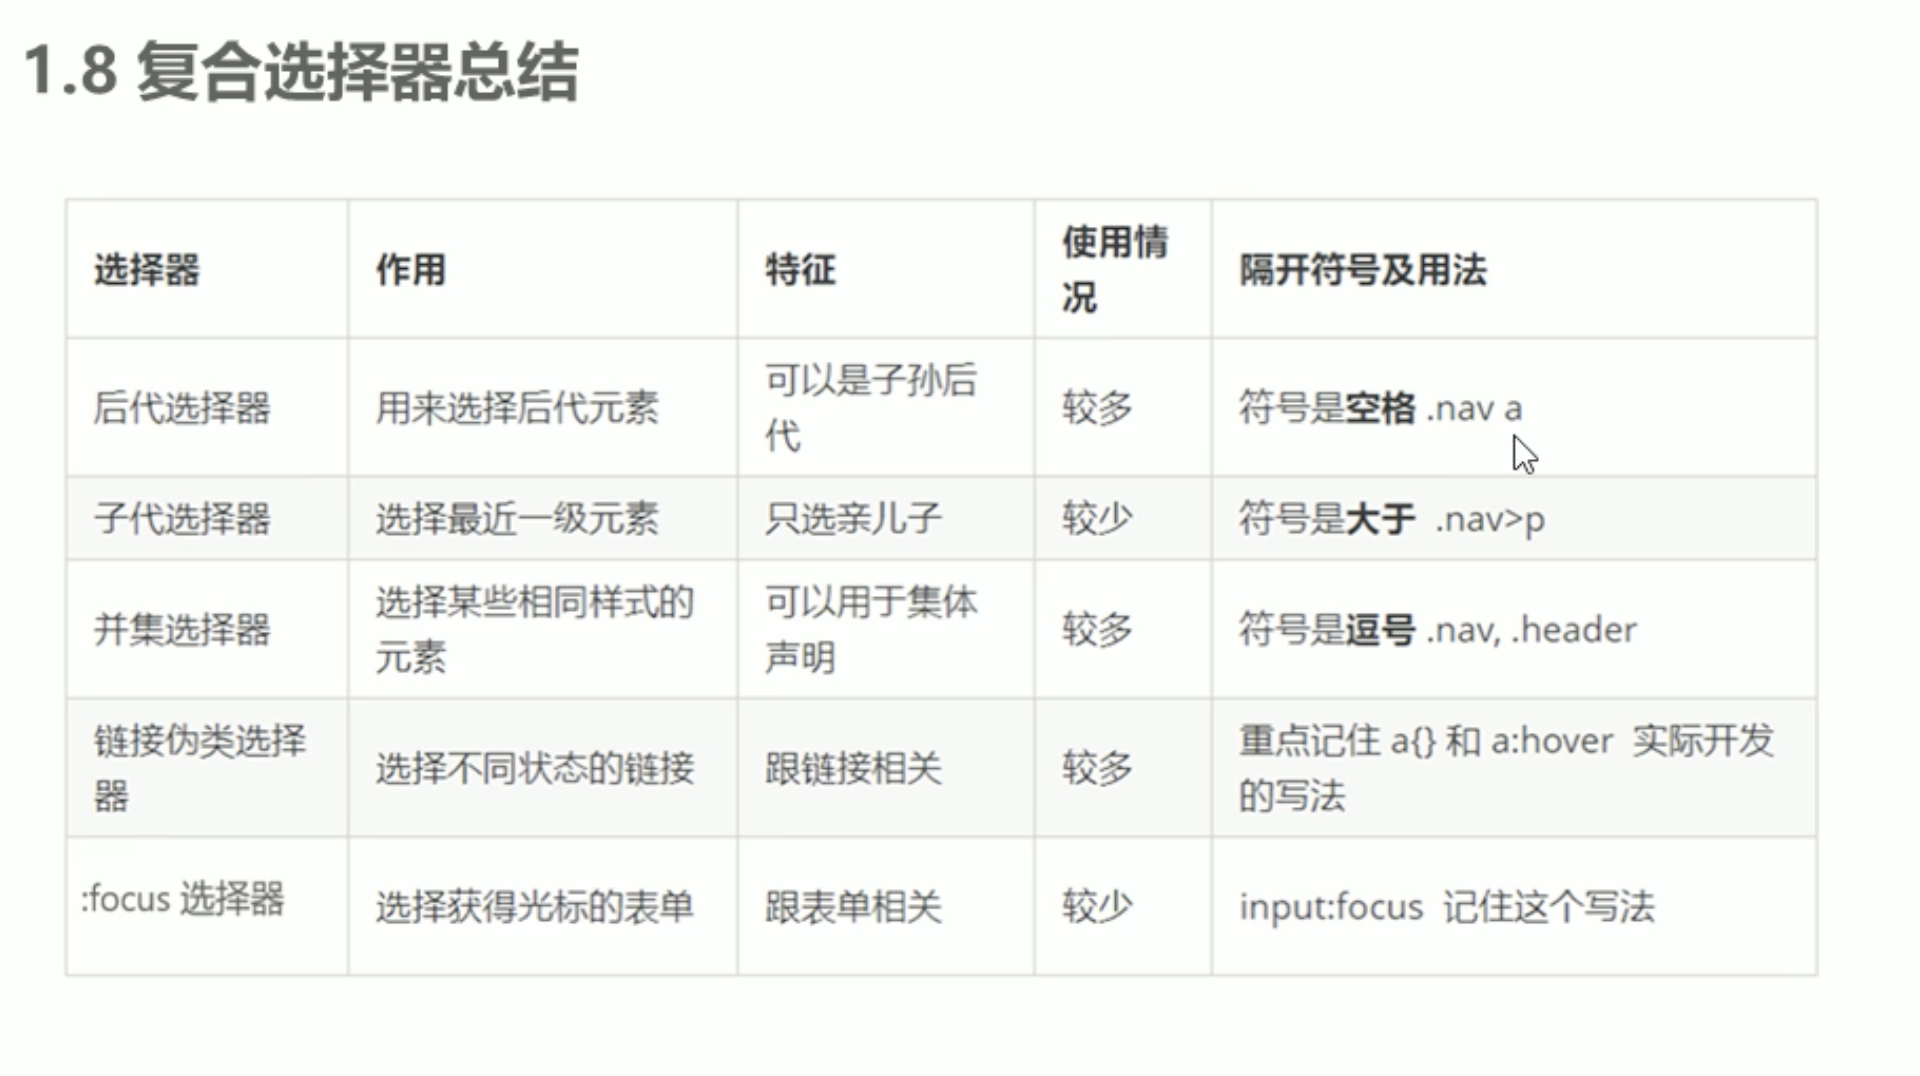 1.8 复合选择器总结
选择器
作用
特征
使用情
况
隔开符号及用法
后代选择器
用来选择后代元素
可以是子孙后
代
较多
符号是空格 .nav a
子代选择器
选择最近一级元素
只选亲儿子
较少
符号是大于 .nav>p
并集选择器
选择某些相同样式的
元素
可以用于集体
声明
较多
符号是逗号 .nav, .header
链接伪类选择
器
选择不同状态的链接
跟链接相关
较多
重点记住 a{} 和 a:hover 实际开发
的写法
:focus 选择器
选择获得光标的表单
跟表单相关
较少
input:focus 记住这个写法